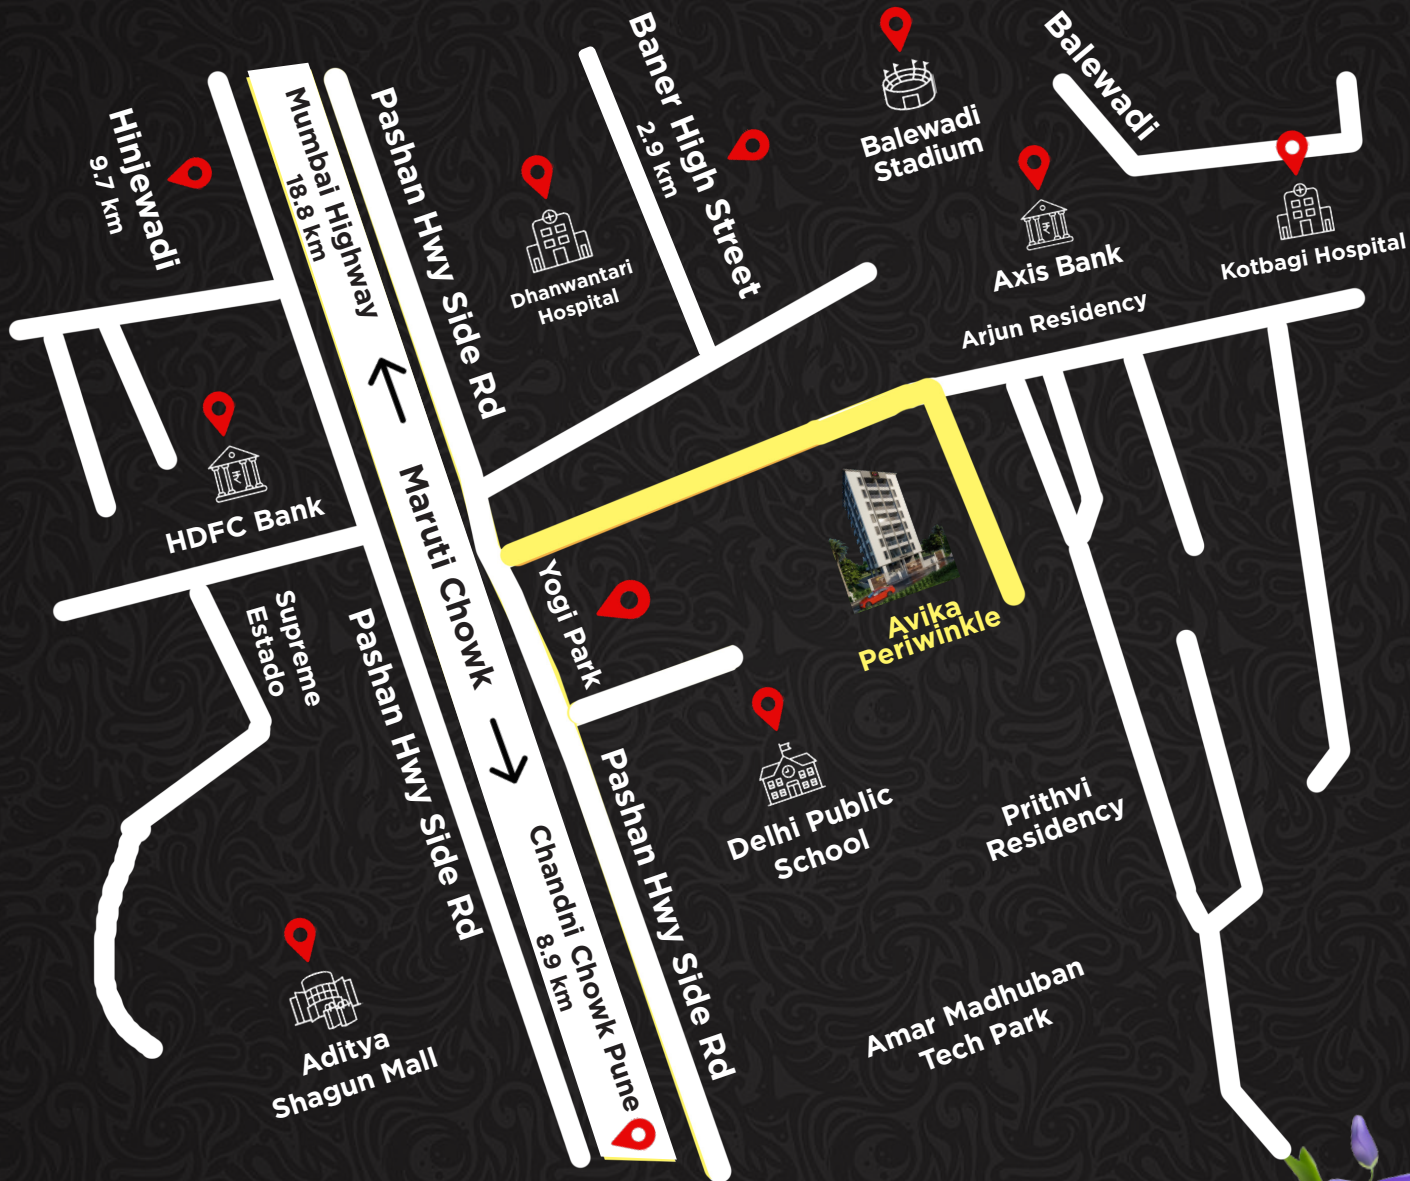 Hinjewadi
9.7 km
Mumbai Highway
18.8 km
Pashan Hwy Side Rd
Dhanwantari
Hospital
Baner High Street
2.9 km
Balewadi
Stadium
Balewadi
Axis Bank
Kotbagi Hospital
Arjun Residency
HDFC Bank
Maruti Chowk
Yogi Park
Avika
Periwinkle
Supreme
Estado
Pashan Hwy Side Rd
Pashan Hwy Side Rd
Delhi Public
School
Prithvi
Residency
Chandni Chowk Pune
8.9 km
Amar Madhuban
Tech Park
Aditya
Shagun Mall